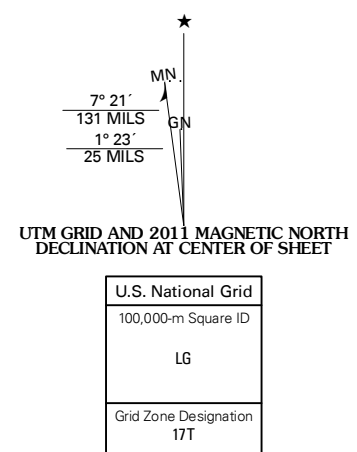 ★
MN
7° 21´
131 MILS
GN
1° 23´
25 MILS
UTM GRID AND 2011 MAGNETIC NORTH
DECLINATION AT CENTER OF SHEET
U.S. National Grid
100,000-m Square ID
LG
Grid Zone Designation
17T